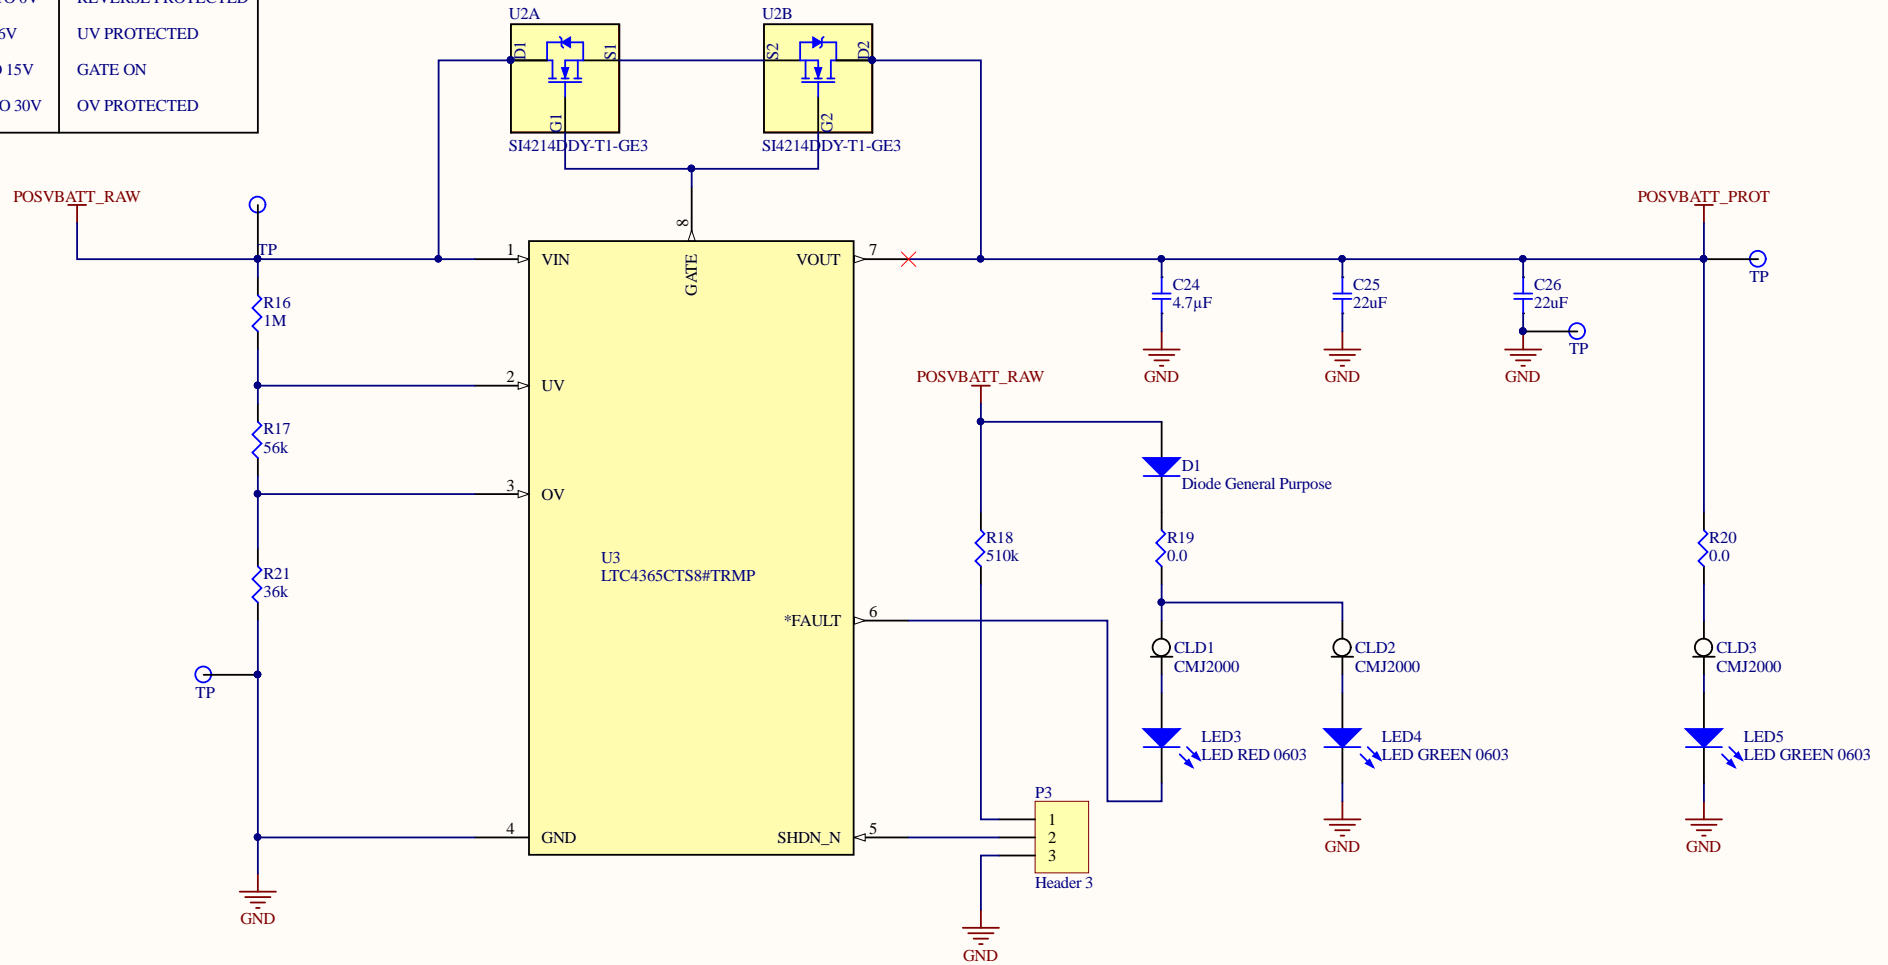 UV PROTECTED
15V GATE ON
O 30V OV PROTECTED
U2A
D1
S1
G1
SI4214DDY-T1-GE3
U2B
S2
D2
G2
SI4214DDY-T1-GE3
POSVBATT_RAW
TP
R16
1M
R17
56k
R21
36k
TP
GND
8
GATE
1 VIN
2 UV
3 OV
4 GND
VOUT 7
*FAULT 6
SHDN_N 5
U3
LTC4365CTS8#TRMP
C24
4.7µF
GND
C25
22uF
GND
C26
22uF
TP
GND
POSVBATT_PROT
TP
POSVBATT_RAW
R18
510k
D1
Diode General Purpose
R19
0.0
CLD1
CMJ2000
LED3
LED RED 0603
CLD2
CMJ2000
LED4
LED GREEN 0603
GND
R20
0.0
CLD3
CMJ2000
LED5
LED GREEN 0603
GND
P3
1
2
3
Header 3
GND